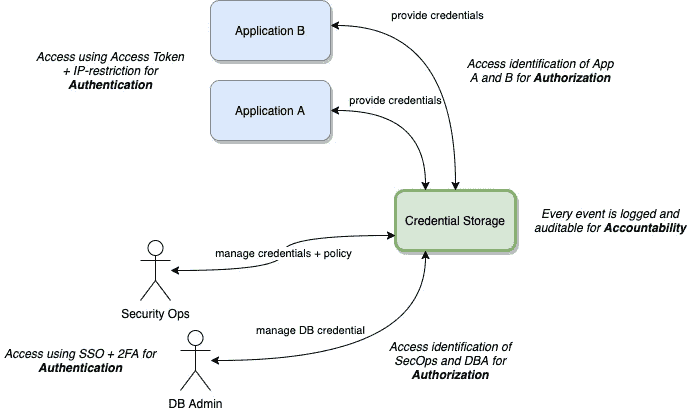 provide credentials
Application B
Access using Access Token
+ IP-restriction for
Authentication
Access identification of App
A and B for Authorization
provide credentials
Application A
Credential Storage
Every event is logged and
auditable for Accountability
manage credentials + policy
Security Ops
manage DB credential
Access using SSO + 2FA for
Authentication
Access identification of
SecOps and DBA for
Authorization
DB Admin